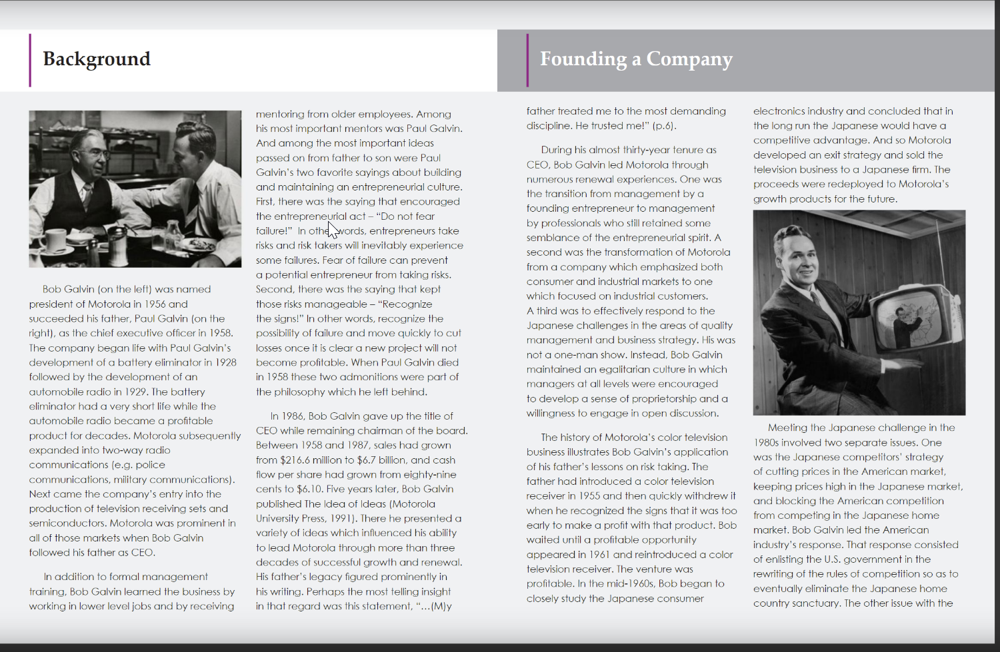 Background
Bob Galvin (on the left) was named
president of Motorola in 1956 and
succeeded his father, Paul Galvin (on the
right), as the chief executive officer in 1958.
The company began life with Paul Galvin's
development of a battery eliminator in 1928
followed by the development of an
automobile radio in 1929. The battery
eliminator had a very short life while the
automobile radio became a profitable
product for decades. Motorola subsequently
expanded into two-way radio
communications (e.g. police
communications, military communications).
Next came the company's entry into the
production of television receiving sets and
semiconductors. Motorola was prominent in
all of those markets when Bob Galvin
followed his father as CEO.
In addition to formal management
training, Bob Galvin learned the business by
working in lower level jobs and by receiving
mentoring from older employees. Among
his most important mentors was Paul Galvin.
And among the most important ideas
passed on from father to son were Paul
Galvin's two favorite sayings about building
and maintaining an entrepreneurial culture.
First, there was the saying that encouraged
the entrepreneurial act – “Do not fear
failure!” In other words, entrepreneurs take
risks and risk takers will inevitably experience
some failures. Fear of failure can prevent
a potential entrepreneur from taking risks.
Second, there was the saying that kept
those risks manageable – “Recognize
the signs!” In other words, recognize the
possibility of failure and move quickly to cut
losses once it is clear a new project will not
become profitable. When Paul Galvin died
in 1958 these two admonitions were part of
the philosophy which he left behind.
In 1986, Bob Galvin gave up the title of
CEO while remaining chairman of the board.
Between 1958 and 1987, sales had grown
from $216.6 million to $6.7 billion, and cash
flow per share had grown from eighty-nine
cents to $6.10. Five years later, Bob Galvin
published The Idea of Ideas (Motorola
University Press, 1991). There he presented a
variety of ideas which influenced his ability
to lead Motorola through more than three
decades of successful growth and renewal.
His father's legacy figured prominently in
his writing. Perhaps the most telling insight
in that regard was this statement, “...(M)y
Founding a Company
father treated me to the most demanding
discipline. He trusted me!” (p.6).
During his almost thirty-year tenure as
CEO, Bob Galvin led Motorola through
numerous renewal experiences. One was
the transition from management by a
founding entrepreneur to management
by professionals who still retained some
semblance of the entrepreneurial spirit. A
second was the transformation of Motorola
from a company which emphasized both
consumer and industrial markets to one
which focused on industrial customers.
A third was to effectively respond to the
Japanese challenges in the areas of quality
management and business strategy. His was
not a one-man show. Instead, Bob Galvin
maintained an egalitarian culture in which
managers at all levels were encouraged
to develop a sense of proprietorship and a
willingness to engage in open discussion.
The history of Motorola's color television
business illustrates Bob Galvin's application
of his father's lessons on risk taking. The
father had introduced a color television
receiver in 1955 and then quickly withdrew it
when he recognized the signs that it was too
early to make a profit with that product. Bob
waited until a profitable opportunity
appeared in 1961 and reintroduced a color
television receiver. The venture was
profitable. In the mid-1960s, Bob began to
closely study the Japanese consumer
electronics industry and concluded that in
the long run the Japanese would have a
competitive advantage. And so Motorola
developed an exit strategy and sold the
television business to a Japanese firm. The
proceeds were redeployed to Motorola's
growth products for the future.
Meeting the Japanese challenge in the
1980s involved two separate issues. One
was the Japanese competitors' strategy
of cutting prices in the American market,
keeping prices high in the Japanese market,
and blocking the American competition
from competing in the Japanese home
market. Bob Galvin led the American
industry's response. That response consisted
of enlisting the U.S. government in the
rewriting of the rules of competition so as to
eventually eliminate the Japanese home
country sanctuary. The other issue with the